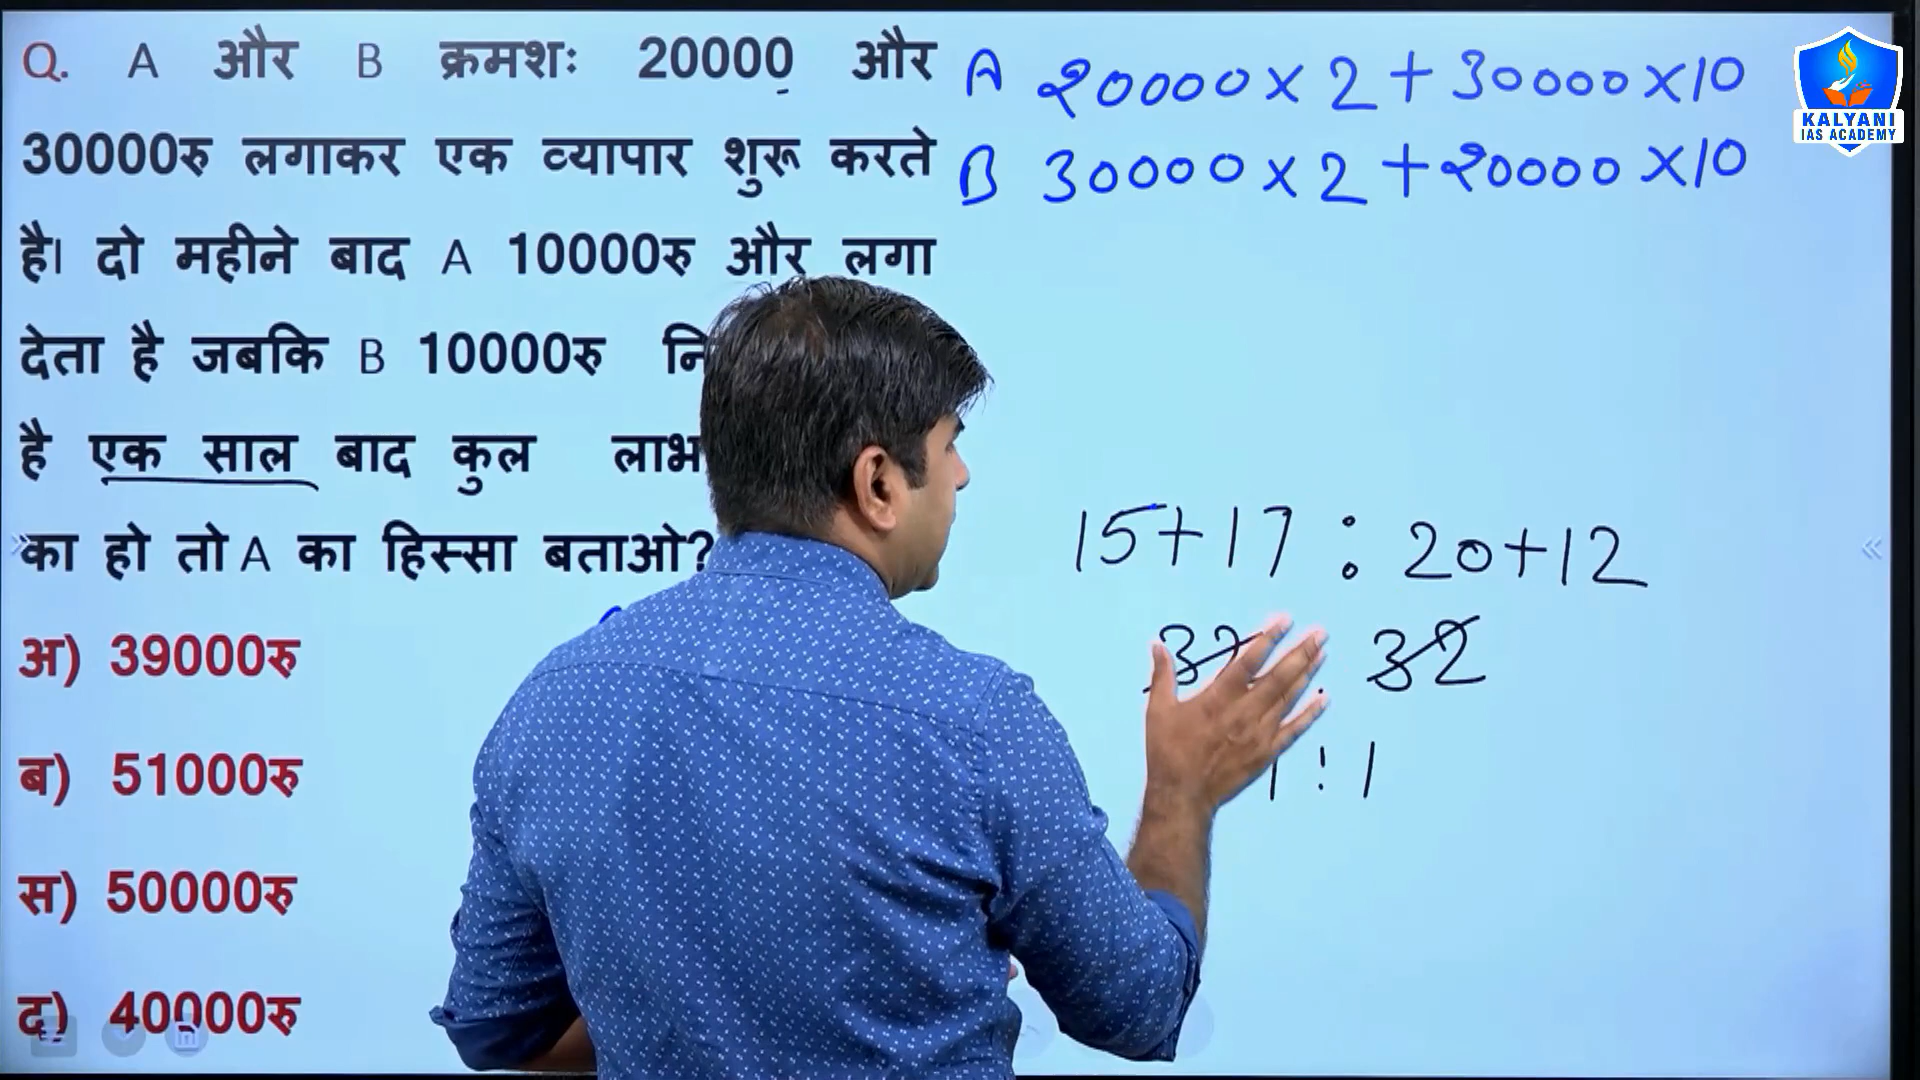 Q. A और B क्रमशः 20000 और
30000रु लगाकर एक व्यापार शुरू करते
है। दो महीने बाद A 10000रु और लगा
देता है जबकि B 10000रु नि
है एक साल बाद कुल लाभ
का हो तो A का हिस्सा बताओ?
अ) 39000रु
ब) 51000रु
स) 50000रु
द) 40000रु
A 20000 × 2 + 30000 × 10
B 30000 × 2 + 20000 × 10
15 + 17 : 20 + 12
32 : 32
1 : 1
KALYANI
IAS ACADEMY